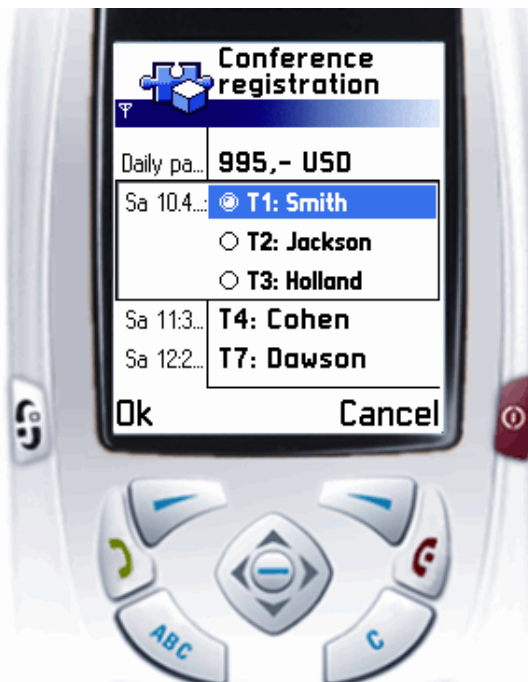 Conference
registration
Daily pa... 995,- USD
Sa 10.4...: T1: Smith
T2: Jackson
T3: Holland
Sa 11:3... T4: Cohen
Sa 12:2... T7: Dawson
Ok Cancel
ABC C